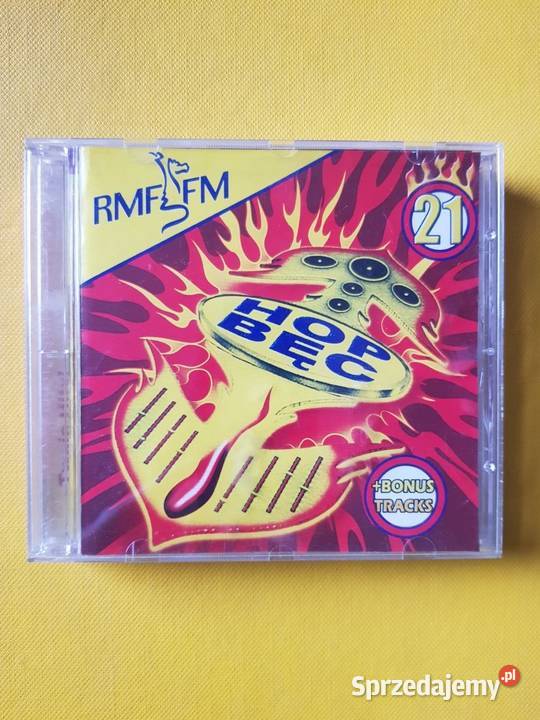 RMF FM
21
HOP
BĘC
+BONUS
TRACKS
Sprzedajemy.pl